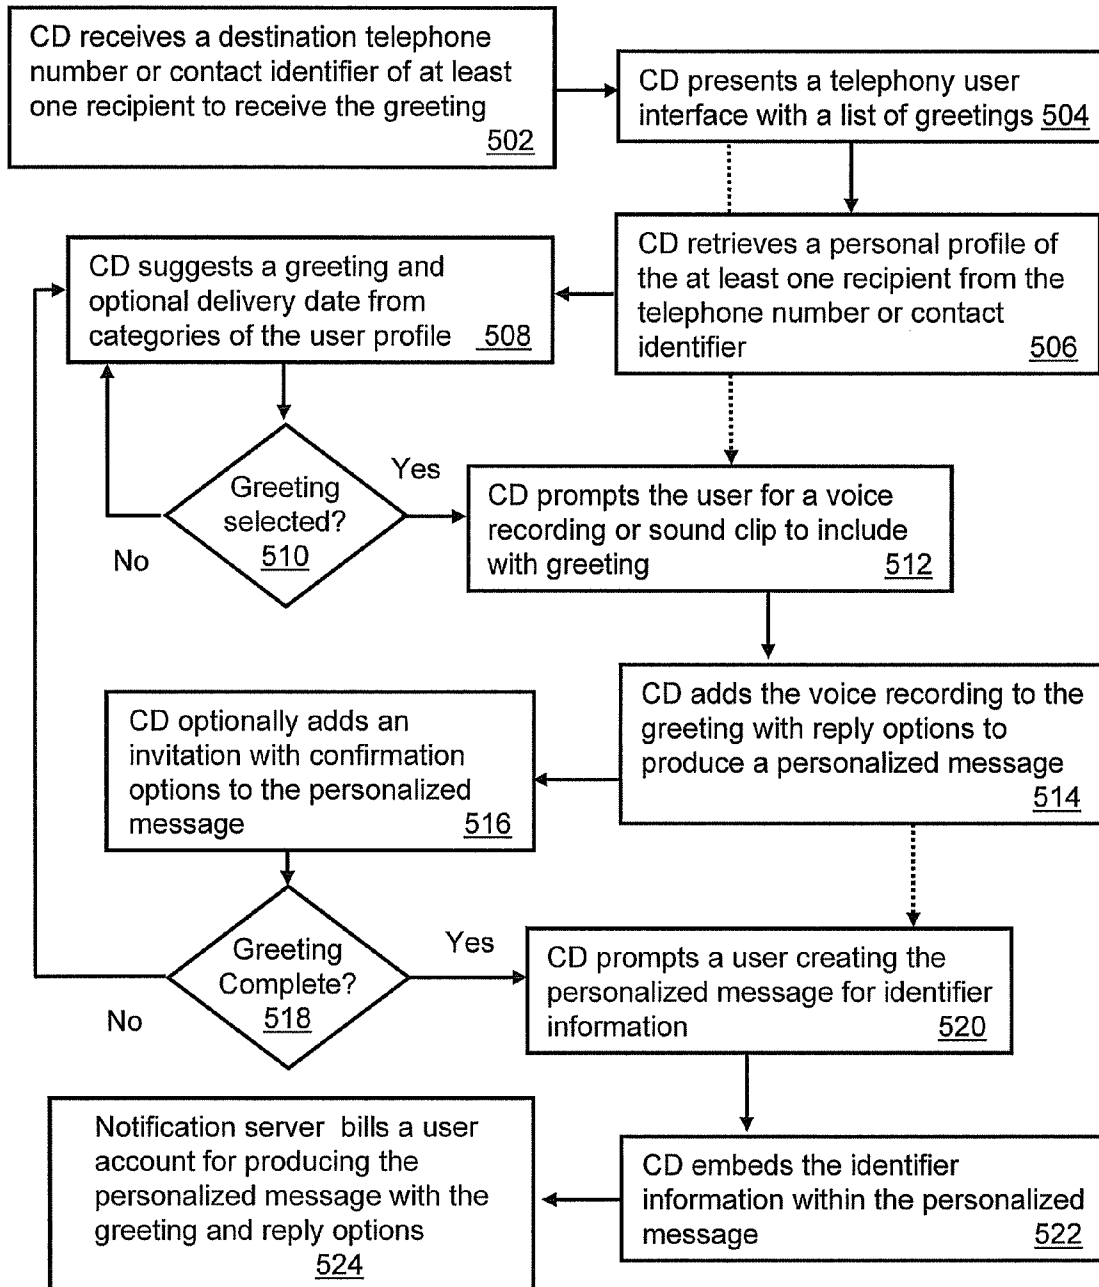 CD receives a destination telephone
number or contact identifier of at least
one recipient to receive the greeting
502
CD presents a telephony user
interface with a list of greetings 504
CD retrieves a personal profile of
the at least one recipient from the
telephone number or contact
identifier 506
CD suggests a greeting and
optional delivery date from
categories of the user profile 508
Greeting
selected?
510
Yes
No
CD prompts the user for a voice
recording or sound clip to include
with greeting 512
CD adds the voice recording to the
greeting with reply options to
produce a personalized message
514
CD optionally adds an
invitation with confirmation
options to the personalized
message 516
Greeting
Complete?
518
Yes
No
CD prompts a user creating the
personalized message for identifier
information 520
CD embeds the identifier
information within the personalized
message 522
Notification server bills a user
account for producing the
personalized message with the
greeting and reply options
524